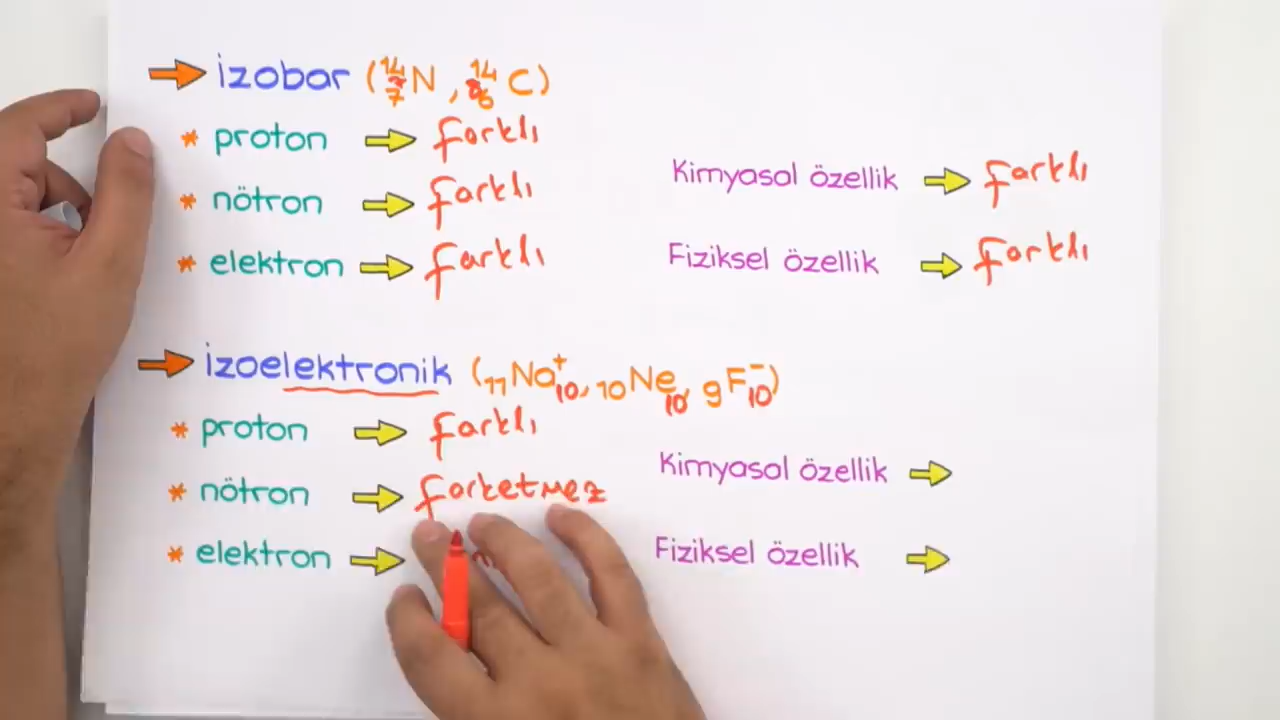 izobar (¹⁴₇N, ¹⁴₆C)
* proton → farklı
* nötron → farklı
* elektron → farklı
Kimyasal özellik → farklı
Fiziksel özellik → farklı
izoelektronik (₁₁Na⁺₁₀, ₁₀Ne₁₀, ₉F⁻₁₀)
* proton → farklı
* nötron → farketmez
* elektron →
Kimyasal özellik →
Fiziksel özellik →